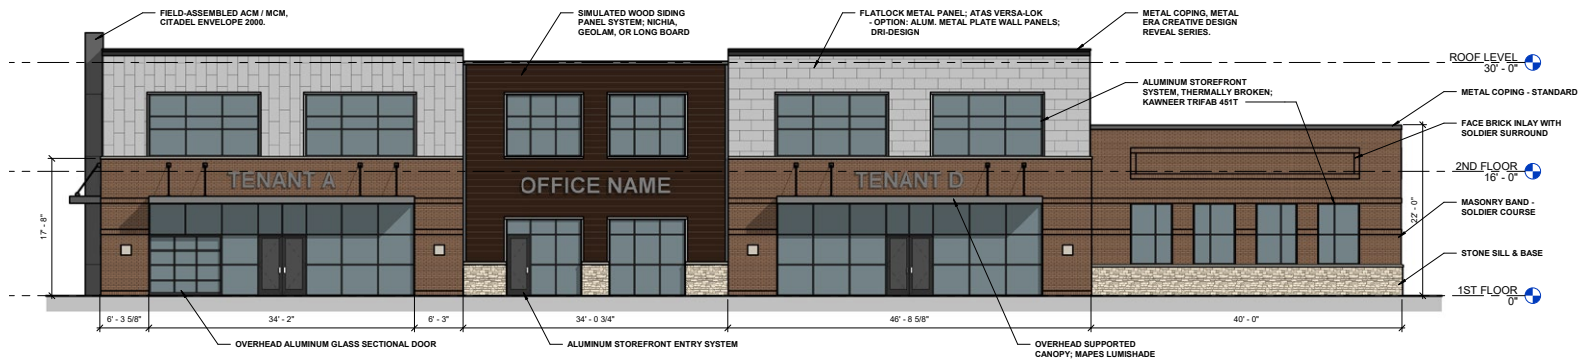 FIELD-ASSEMBLED ACM / MCM,
CITADEL ENVELOPE 2000.
SIMULATED WOOD SIDING
PANEL SYSTEM; NICHIA,
GEOLAM, OR LONG BOARD
FLATLOCK METAL PANEL; ATAS VERSA-LOK
- OPTION: ALUM. METAL PLATE WALL PANELS;
DRI-DESIGN
METAL COPING, METAL
ERA CREATIVE DESIGN
REVEAL SERIES.
ROOF LEVEL
30' - 0"
ALUMINUM STOREFRONT
SYSTEM, THERMALLY BROKEN;
KAWNEER TRIFAB 451T
METAL COPING - STANDARD
FACE BRICK INLAY WITH
SOLDIER SURROUND
2ND FLOOR
16' - 0"
TENANT A
OFFICE NAME
TENANT D
MASONRY BAND -
SOLDIER COURSE
17' - 8"
22' - 0"
STONE SILL & BASE
1ST FLOOR
0"
6' - 3 5/8"
34' - 2"
6' - 3"
34' - 0 3/4"
46' - 8 5/8"
40' - 0"
OVERHEAD ALUMINUM GLASS SECTIONAL DOOR
ALUMINUM STOREFRONT ENTRY SYSTEM
OVERHEAD SUPPORTED
CANOPY; MAPES LUMISHADE